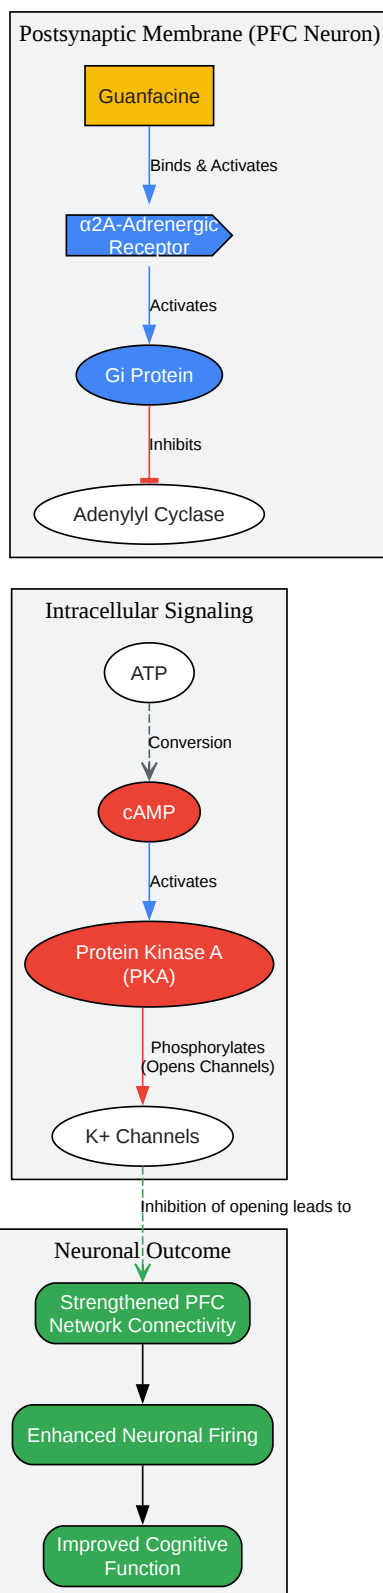 Postsynaptic Membrane (PFC Neuron)
Guanfacine
Binds & Activates
α2A-Adrenergic
Receptor
Activates
Gi Protein
Inhibits
Adenylyl Cyclase
Intracellular Signaling
ATP
Conversion
cAMP
Activates
Protein Kinase A
(PKA)
Phosphorylates
(Opens Channels)
K+ Channels
Inhibition of opening leads to
Neuronal Outcome
Strengthened PFC
Network Connectivity
Enhanced Neuronal Firing
Improved Cognitive
Function